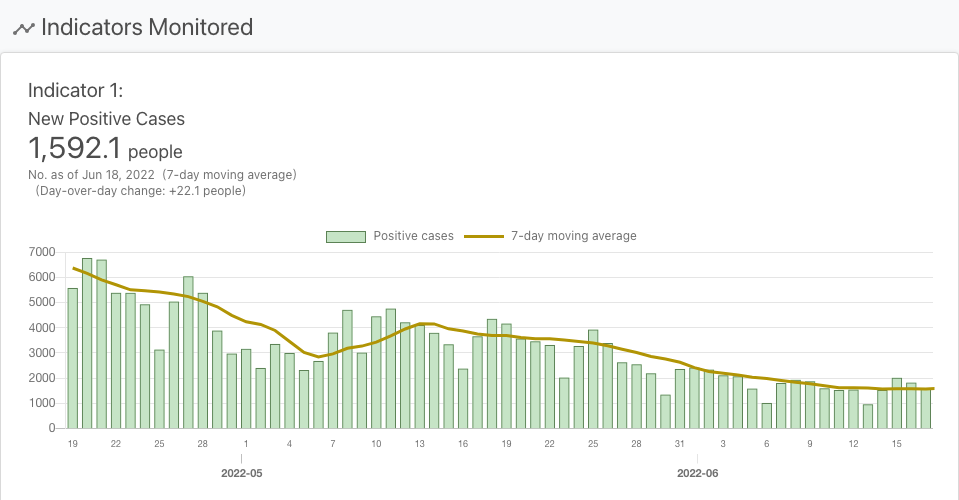 Indicators Monitored
Indicator 1:
New Positive Cases
1,592.1 people
No. as of Jun 18, 2022 (7-day moving average)
(Day-over-day change: +22.1 people)
Positive cases 7-day moving average
7000
6000
5000
4000
3000
2000
1000
0
19 22 25 28 1 4 7 10 13 16 19 22 25 28 31 3 6 9 12 15
2022-05 2022-06